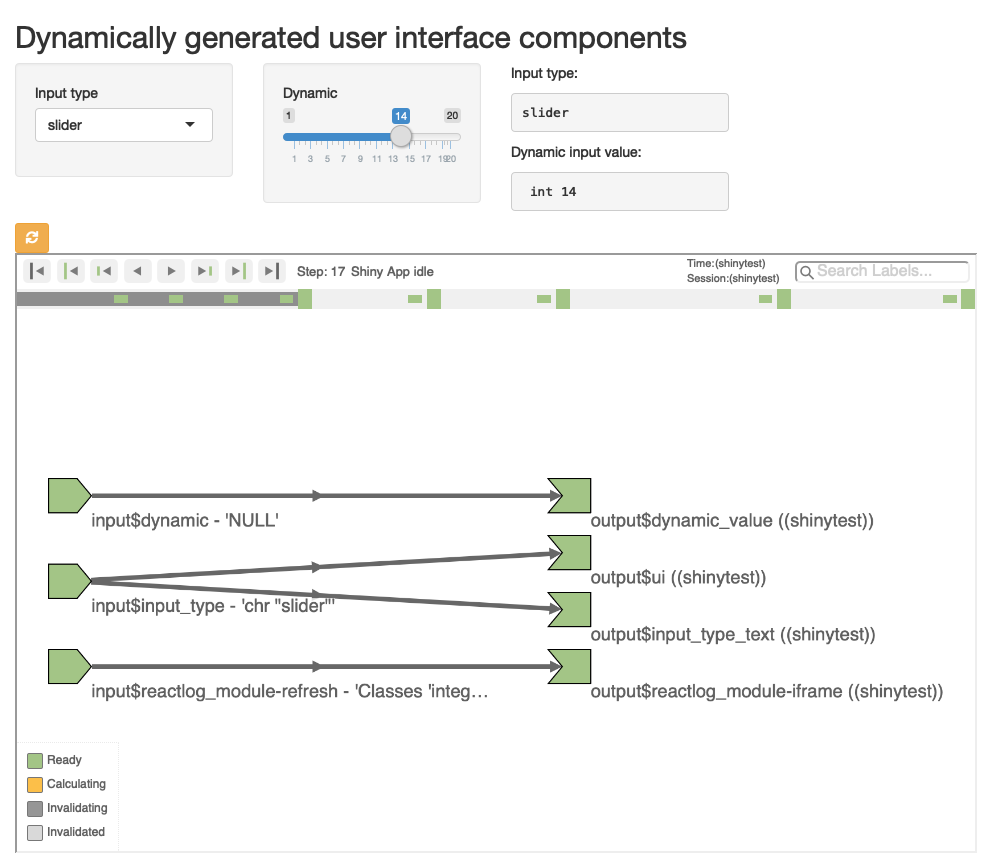 Dynamically generated user interface components
Input type
slider
Dynamic
1 14 20
1 3 5 7 9 11 13 15 17 19 20
Input type:
slider
Dynamic input value:
int 14
Step: 17 Shiny App idle
Time:(shinytest)
Session:(shinytest)
Search Labels...
input$dynamic - 'NULL'
output$dynamic_value ((shinytest))
output$ui ((shinytest))
input$input_type - 'chr "slider"'
output$input_type_text ((shinytest))
input$reactlog_module-refresh - 'Classes 'integ...
output$reactlog_module-iframe ((shinytest))
Ready
Calculating
Invalidating
Invalidated